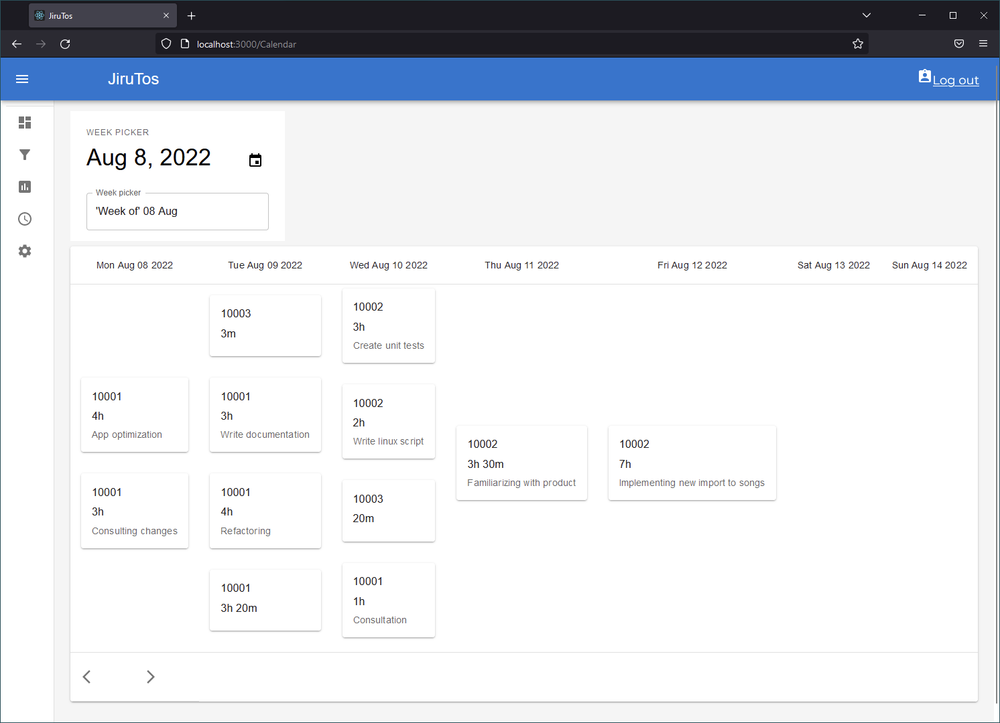 JiruTos
localhost:3000/Calendar
JiruTos
Log out
WEEK PICKER
Aug 8, 2022
Week picker
'Week of' 08 Aug
Mon Aug 08 2022
Tue Aug 09 2022
Wed Aug 10 2022
Thu Aug 11 2022
Fri Aug 12 2022
Sat Aug 13 2022
Sun Aug 14 2022
10001
4h
App optimization
10001
3h
Consulting changes
10003
3m
10001
3h
Write documentation
10001
4h
Refactoring
10001
3h 20m
10002
3h
Create unit tests
10002
2h
Write linux script
10003
20m
10001
1h
Consultation
10002
3h 30m
Familiarizing with product
10002
7h
Implementing new import to songs